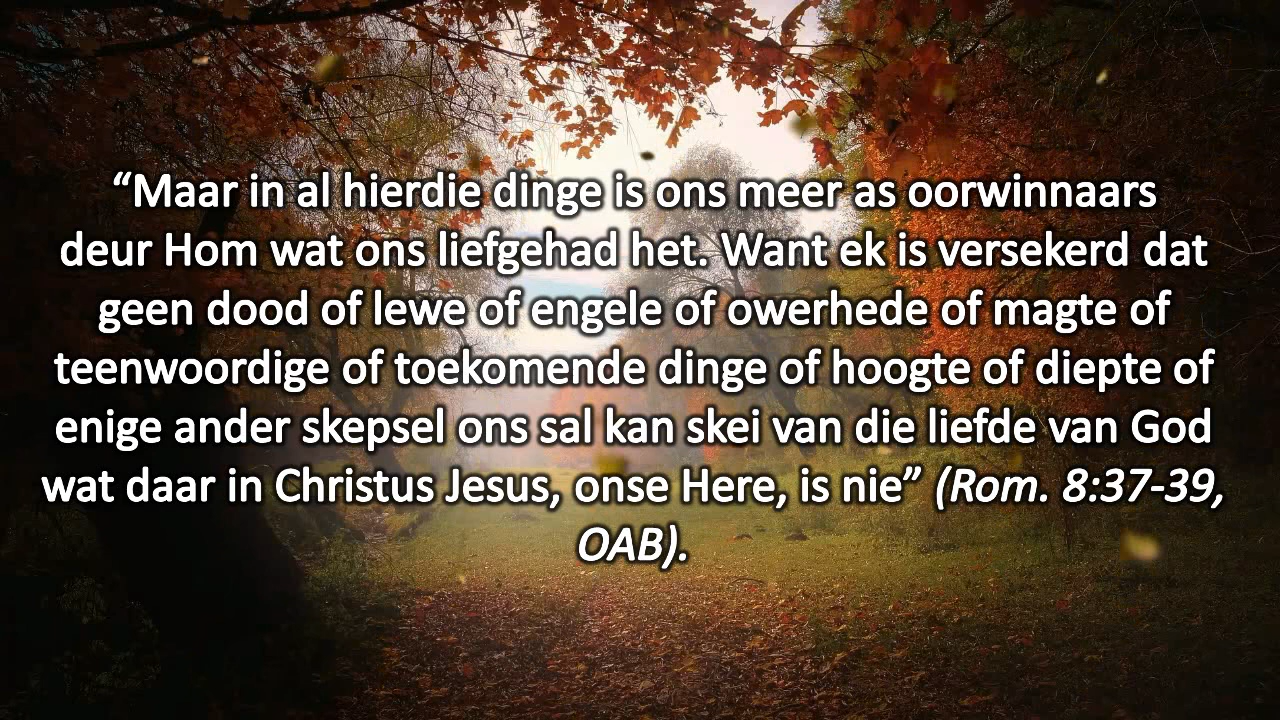 “Maar in al hierdie dinge is ons meer as oorwinnaars
deur Hom wat ons liefgehad het. Want ek is versekerd dat
geen dood of lewe of engele of owerhede of magte of
teenwoordige of toekomende dinge of hoogte of diepte of
enige ander skepsel ons sal kan skei van die liefde van God
wat daar in Christus Jesus, onse Here, is nie” (Rom. 8:37-39,
OAB).